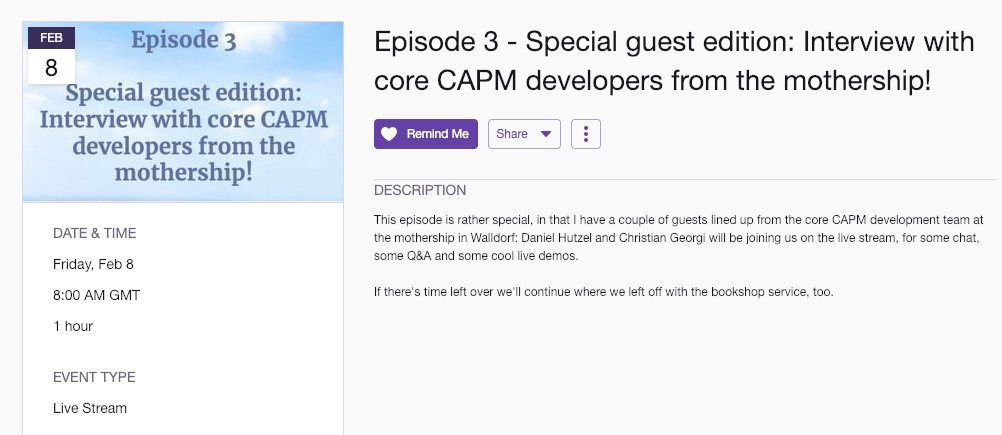 FEB
8
Episode 3
Special guest edition:
Interview with core CAPM
developers from the
mothership!
DATE & TIME
Friday, Feb 8
8:00 AM GMT
1 hour
EVENT TYPE
Live Stream
Episode 3 - Special guest edition: Interview with
core CAPM developers from the mothership!
Remind Me
Share
DESCRIPTION
This episode is rather special, in that I have a couple of guests lined up from the core CAPM development team at
the mothership in Walldorf: Daniel Hutzel and Christian Georgi will be joining us on the live stream, for some chat,
some Q&A and some cool live demos.
If there's time left over we'll continue where we left off with the bookshop service, too.